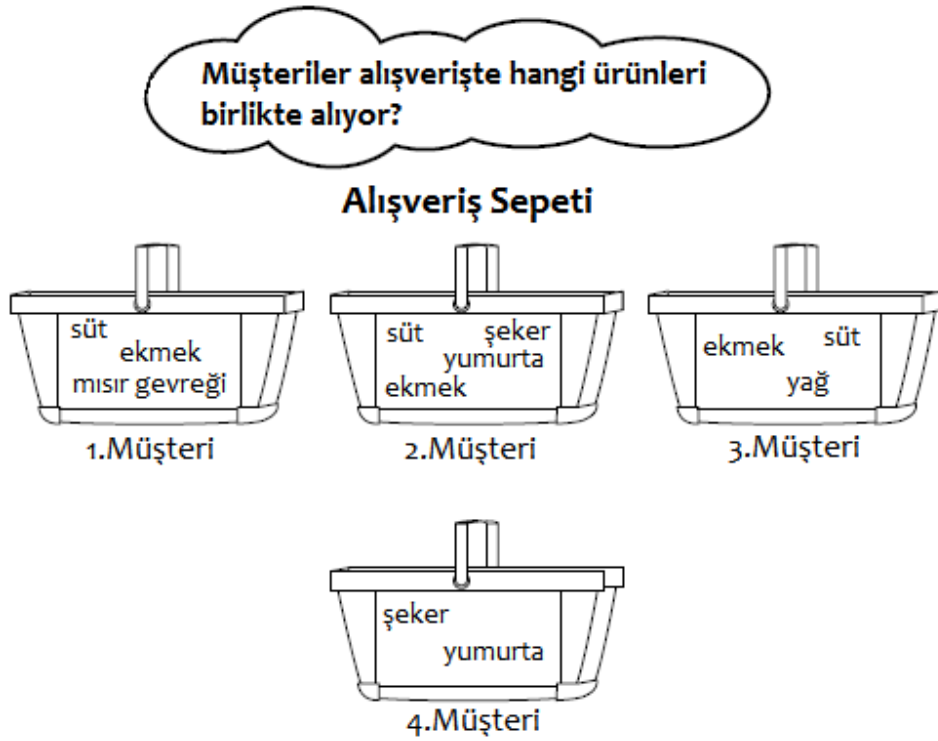 Müşteriler alışverişte hangi ürünleri
birlikte alıyor?
Alışveriş Sepeti
süt
ekmek
mısır gevreği
1.Müşteri
süt şeker
yumurta
ekmek
2.Müşteri
ekmek süt
yağ
3.Müşteri
şeker
yumurta
4.Müşteri